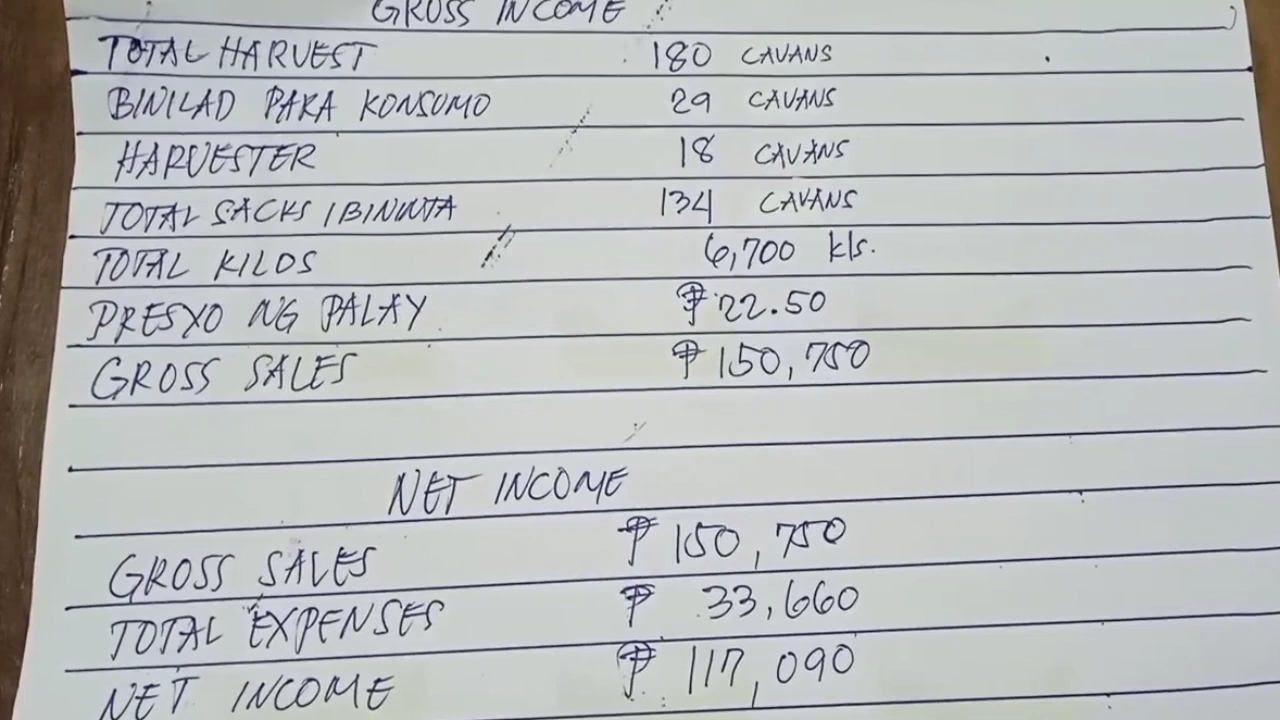 GROSS INCOME
TOTAL HARVEST 180 CAVANS
BINILAD PARA KONSUMO 29 CAVANS
HARVESTER 18 CAVANS
TOTAL SACKS IBINENTA 134 CAVANS
TOTAL KILOS 6,700 kls.
PRESYO NG PALAY ₱ 22.50
GROSS SALES ₱ 150,750
NET INCOME
GROSS SALES ₱ 150,750
TOTAL EXPENSES ₱ 33,660
NET INCOME ₱ 117,090